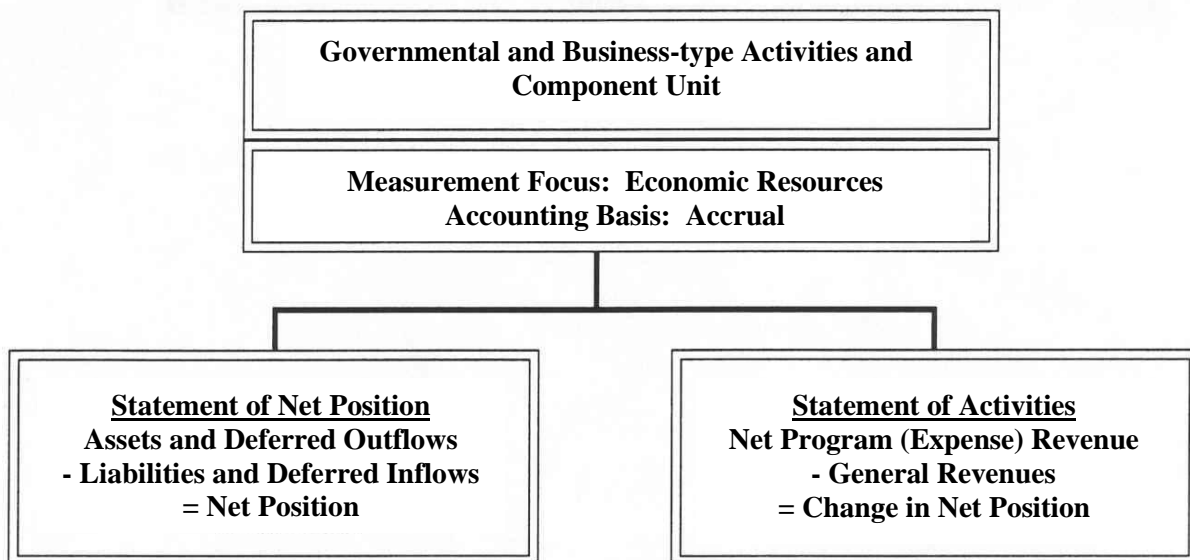 Governmental and Business-type Activities and
Component Unit
Measurement Focus: Economic Resources
Accounting Basis: Accrual
Statement of Net Position
Assets and Deferred Outflows
- Liabilities and Deferred Inflows
= Net Position
Statement of Activities
Net Program (Expense) Revenue
- General Revenues
= Change in Net Position